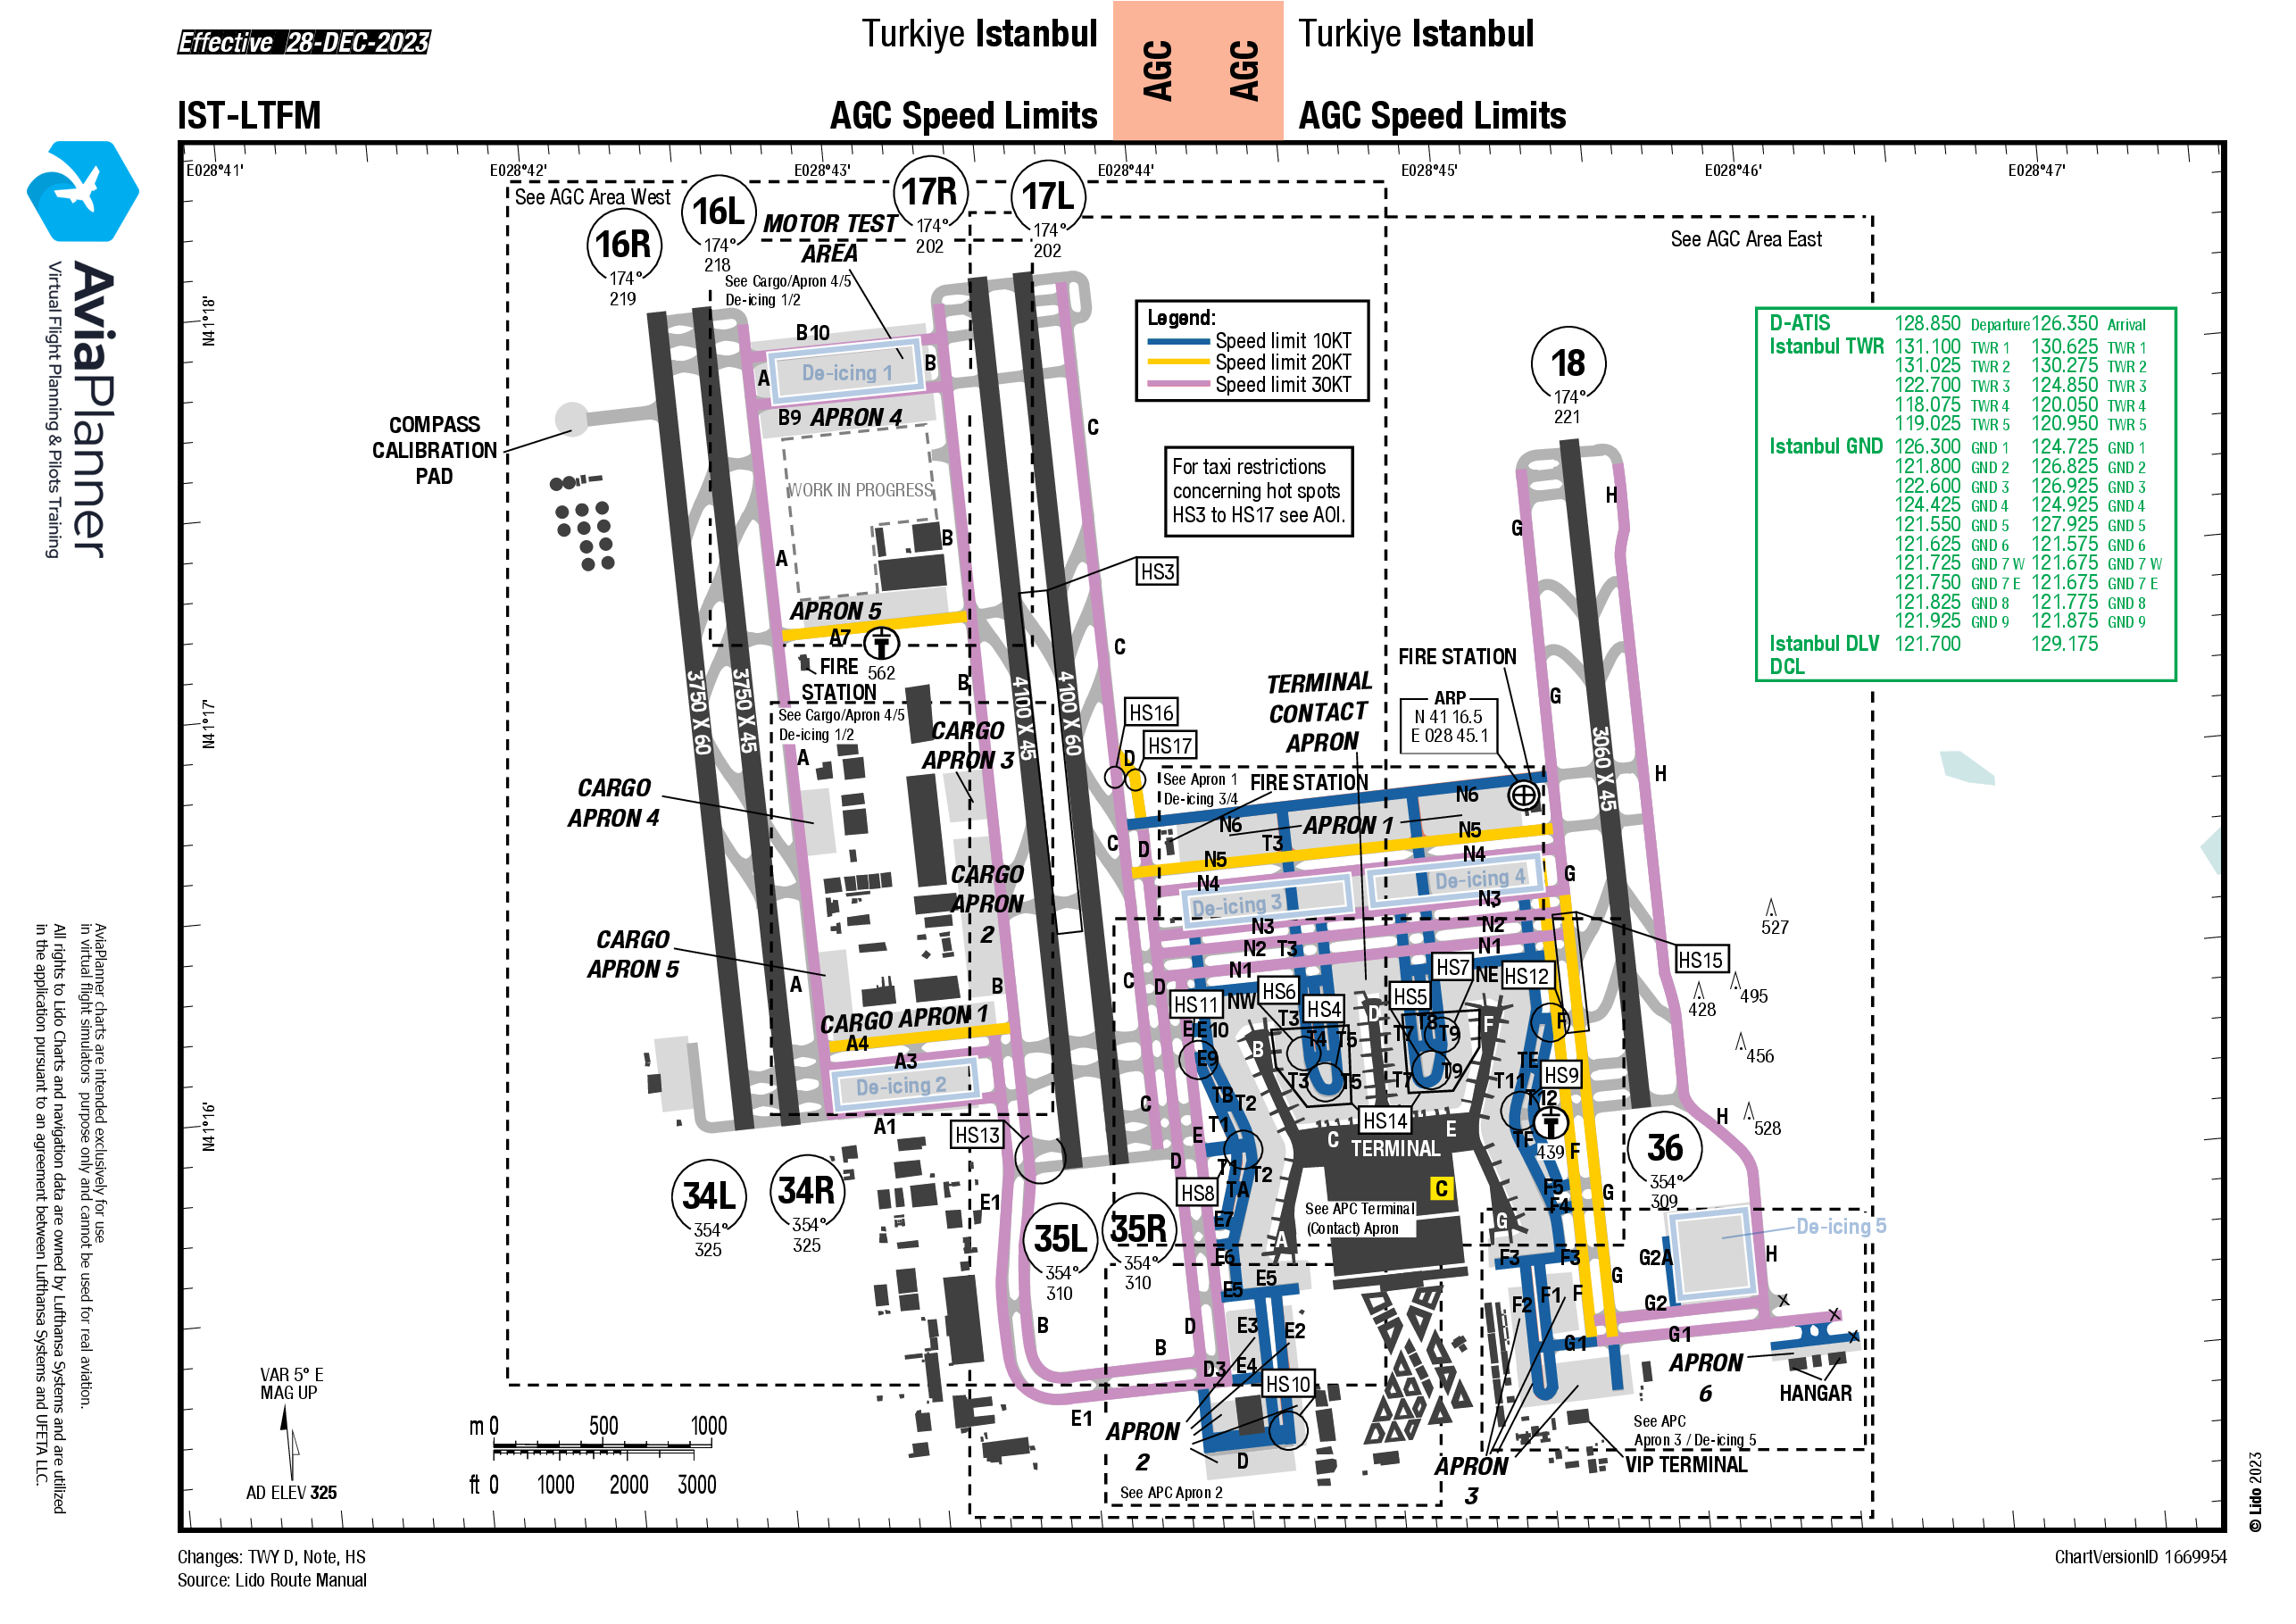 Effective 28-DEC-2023
Turkiye Istanbul
AGC
AGC
Turkiye Istanbul
IST-LTFM
AGC Speed Limits
AGC Speed Limits
AviaPlanner
Virtual Flight Planning & Pilots Training
AviaPlanner charts are intended exclusively for use
in virtual flight simulators purpose only and cannot be used for real aviation.
All rights to Lido Charts and navigation data are owned by Lufthansa Systems and are utilized
in the application pursuant to an agreement between Lufthansa Systems and UFETA LLC.
E028°41'
E028°42'
E028°43'
E028°44'
E028°45'
E028°46'
E028°47'
N41°18'
N41°17'
N41°16'
See AGC Area West
See AGC Area East
16R
174°
219
16L
174°
218
17R
174°
202
17L
174°
202
18
174°
221
MOTOR TEST
AREA
See Cargo/Apron 4/5
De-icing 1/2
B10
A
De-icing 1
B
B9
APRON 4
COMPASS
CALIBRATION
PAD
WORK IN PROGRESS
A
B
C
Legend:
Speed limit 10KT
Speed limit 20KT
Speed limit 30KT
For taxi restrictions
concerning hot spots
HS3 to HS17 see AOI.
D-ATIS 128.850 Departure 126.350 Arrival
Istanbul TWR 131.100 TWR 1 130.625 TWR 1
131.025 TWR 2 130.275 TWR 2
122.700 TWR 3 124.850 TWR 3
118.075 TWR 4 120.050 TWR 4
119.025 TWR 5 120.950 TWR 5
Istanbul GND 126.300 GND 1 124.725 GND 1
121.800 GND 2 126.825 GND 2
122.600 GND 3 126.925 GND 3
124.425 GND 4 124.925 GND 4
121.550 GND 5 127.925 GND 5
121.625 GND 6 121.575 GND 6
121.725 GND 7 W 121.675 GND 7 W
121.750 GND 7 E 121.675 GND 7 E
121.825 GND 8 121.775 GND 8
121.925 GND 9 121.875 GND 9
Istanbul DLV 121.700 129.175
DCL
G
H
HS3
APRON 5
A7
562
FIRE
STATION
C
B
3750 X 60
3750 X 45
4100 X 45
4100 X 60
3060 X 45
See Cargo/Apron 4/5
De-icing 1/2
CARGO
APRON 3
A
CARGO
APRON 4
CARGO
APRON
2
CARGO
APRON 5
A
B
CARGO APRON 1
A4
A3
De-icing 2
A1
HS16
HS17
D
TERMINAL
CONTACT
APRON
FIRE STATION
ARP
N 41 16.5
E 028 45.1
G
H
See Apron 1
De-icing 3/4
FIRE STATION
N6
N6
APRON 1
C
D
T3
N5
N5
N4
N4
G
De-icing 3
De-icing 4
N3
N3
N2
N2
T3
N1
N1
C
D
HS11
NW
HS6
HS4
HS5
HS7
NE
HS12
HS15
527
495
428
456
528
E
E10
E9
B
T3
T4
T5
D
T7
T8
T9
F
F
T3
T5
T7
T9
TE
T11
HS9
T12
TB
T2
T1
C
E
HS14
C
TERMINAL
E
TF
439
F
HS13
D
T1
T2
TA
HS8
C
F5
F4
G
36
354°
309
H
34L
354°
325
34R
354°
325
E1
35L
354°
310
35R
354°
310
E7
A
See APC Terminal
(Contact) Apron
G
De-icing 5
E6
E5
E5
F3
F3
G2A
H
G
F2
F1
F
G2
B
D
B
E3
E2
G1
G1
D3
E4
HS10
E1
APRON
2
D
See APC Apron 2
APRON
6
HANGAR
See APC
Apron 3 / De-icing 5
VIP TERMINAL
APRON
3
VAR 5° E
MAG UP
AD ELEV 325
m 0 500 1000
ft 0 1000 2000 3000
© Lido 2023
Changes: TWY D, Note, HS
Source: Lido Route Manual
ChartVersionID 1669954